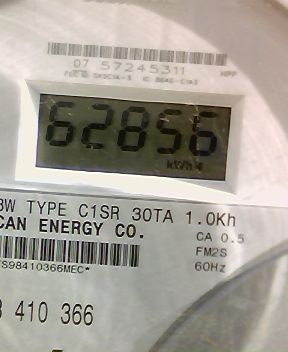 07 57245311 HPP
62856
kWh
3W TYPE C1SR 30TA 1.0Kh
CAN ENERGY CO.
CA 0.5
FM2S
60Hz
S98410366MEC*
410 366